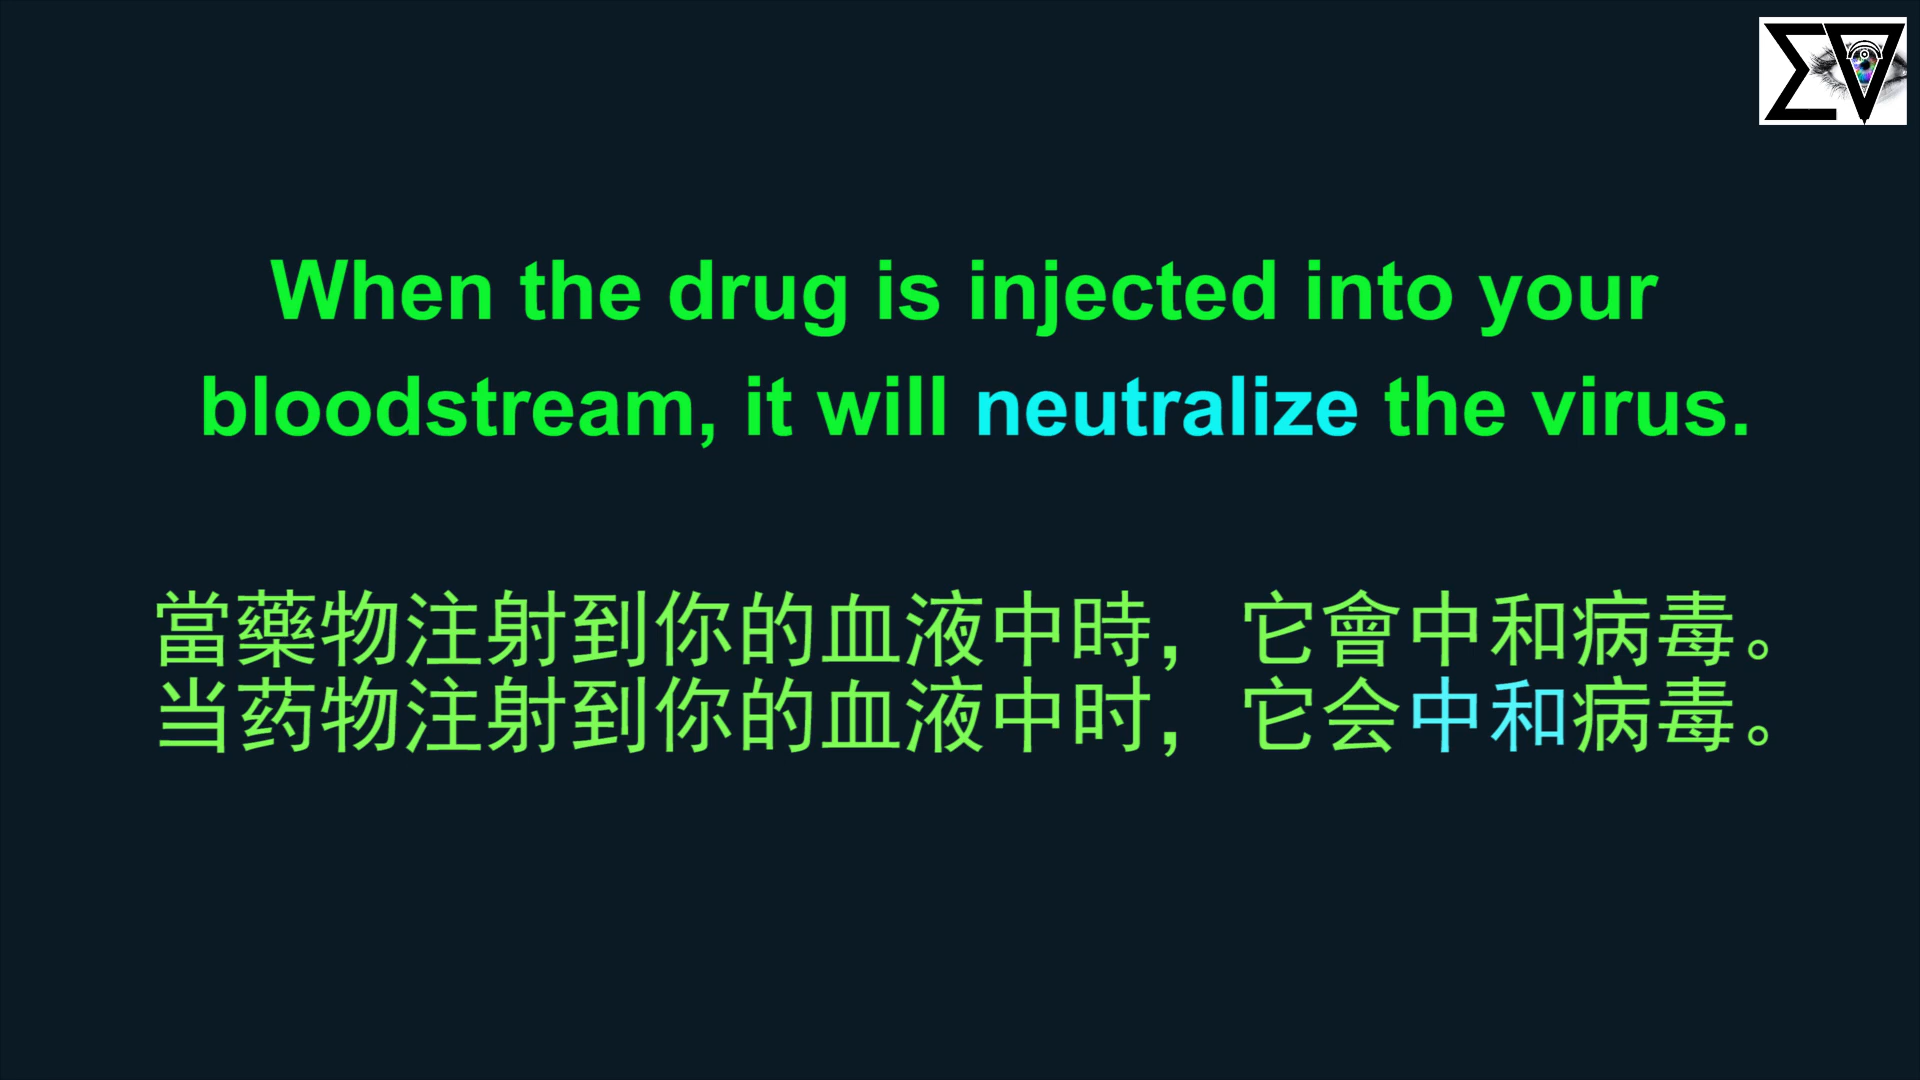 When the drug is injected into your
bloodstream, it will neutralize the virus.
當藥物注射到你的血液中時，它會中和病毒。
当药物注射到你的血液中时，它会中和病毒。